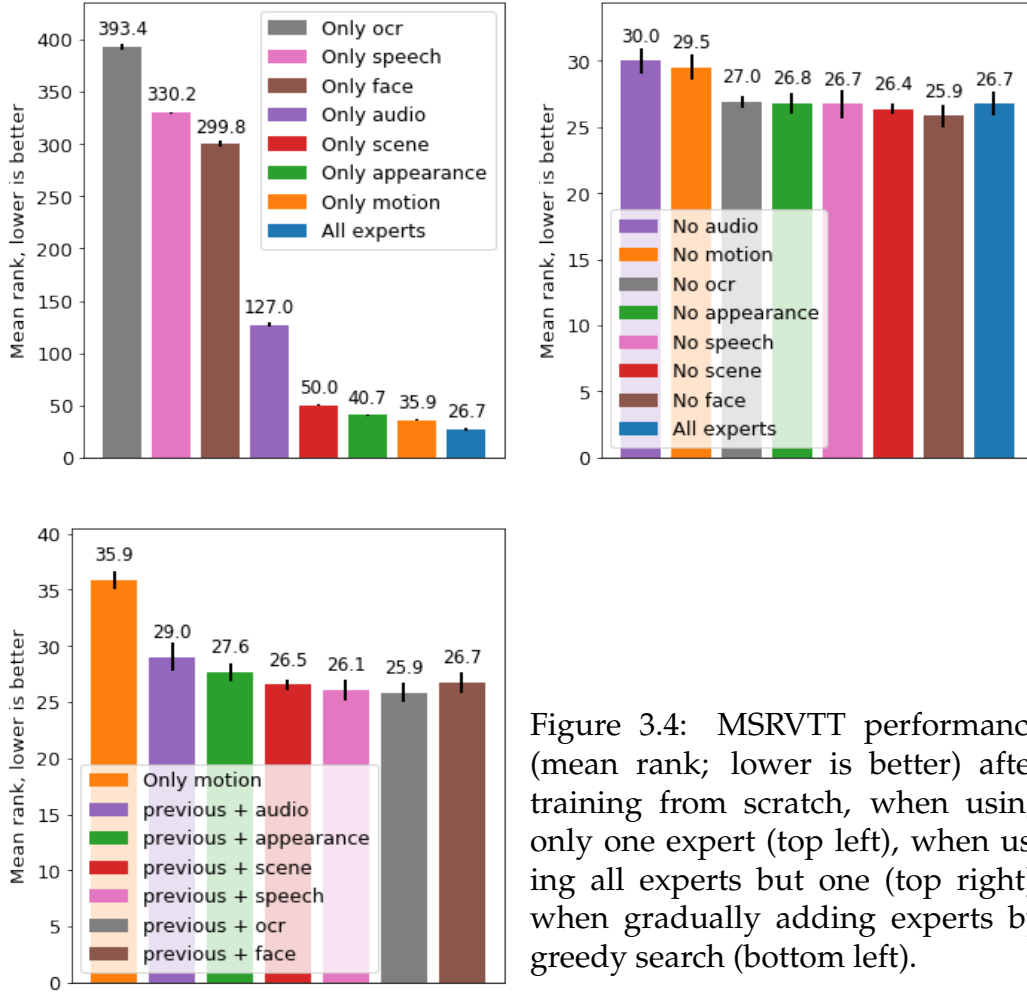 393.4
330.2
299.8
127.0
50.0
40.7
35.9
26.7
Only ocr
Only speech
Only face
Only audio
Only scene
Only appearance
Only motion
All experts
Mean rank, lower is better
400
350
300
250
200
150
100
50
0
30.0
29.5
27.0
26.8
26.7
26.4
25.9
26.7
No audio
No motion
No ocr
No appearance
No speech
No scene
No face
All experts
Mean rank, lower is better
30
25
20
15
10
5
0
35.9
29.0
27.6
26.5
26.1
25.9
26.7
Only motion
previous + audio
previous + appearance
previous + scene
previous + speech
previous + ocr
previous + face
Mean rank, lower is better
40
35
30
25
20
15
10
5
0
Figure 3.4: MSRVTT performance
(mean rank; lower is better) after
training from scratch, when using
only one expert (top left), when us
ing all experts but one (top right)
when gradually adding experts by
greedy search (bottom left).